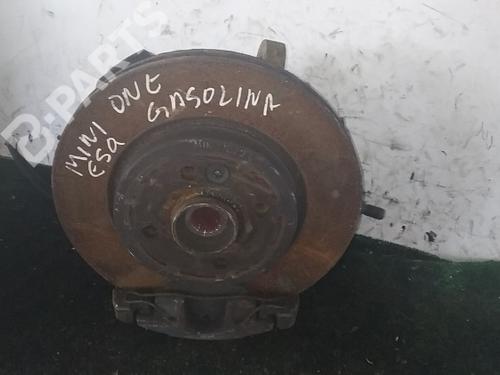 B-PARTS
MINI ONE
ESQ GASOLINA